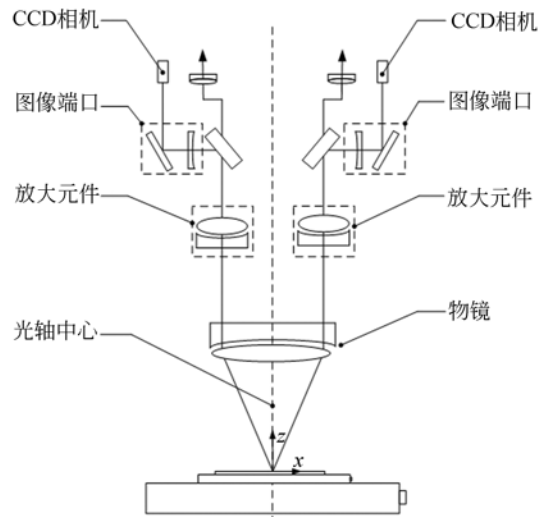 CCD相机
CCD相机
图像端口
图像端口
放大元件
放大元件
物镜
光轴中心
z
x